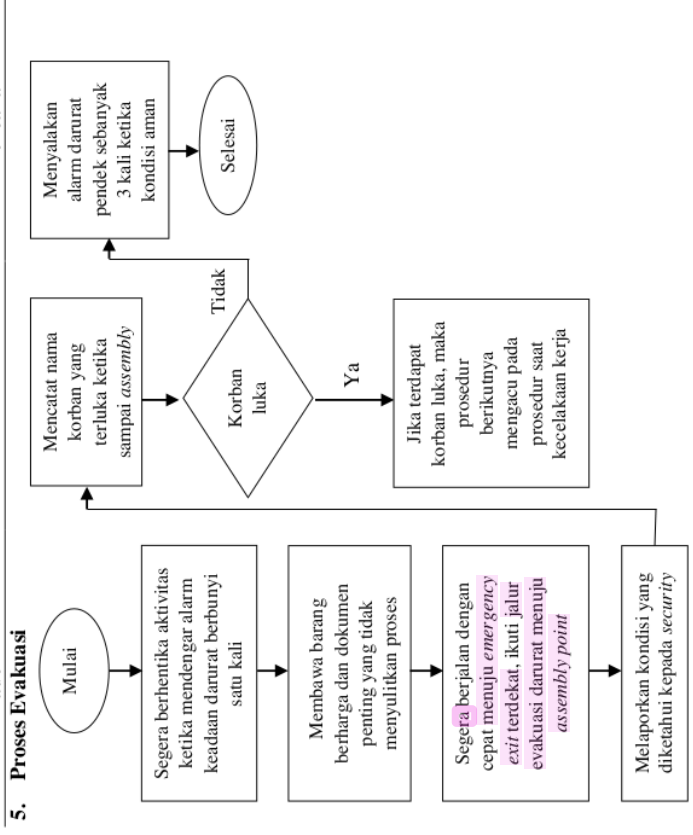 5. Proses Evakuasi
Mulai
Segera berhentika aktivitas
ketika mendengar alarm
keadaan darurat berbunyi
satu kali
Membawa barang
berharga dan dokumen
penting yang tidak
menyulitkan proses
Segera berjalan dengan
cepat menuju emergency
exit terdekat, ikuti jalur
evakuasi darurat menuju
assembly point
Melaporkan kondisi yang
diketahui kepada security
Mencatat nama
korban yang
terluka ketika
sampai assembly
Korban
luka
Tidak
Ya
Jika terdapat
korban luka, maka
prosedur
berikutnya
mengacu pada
prosedur saat
kecelakaan kerja
Menyalakan
alarm darurat
pendek sebanyak
3 kali ketika
kondisi aman
Selesai